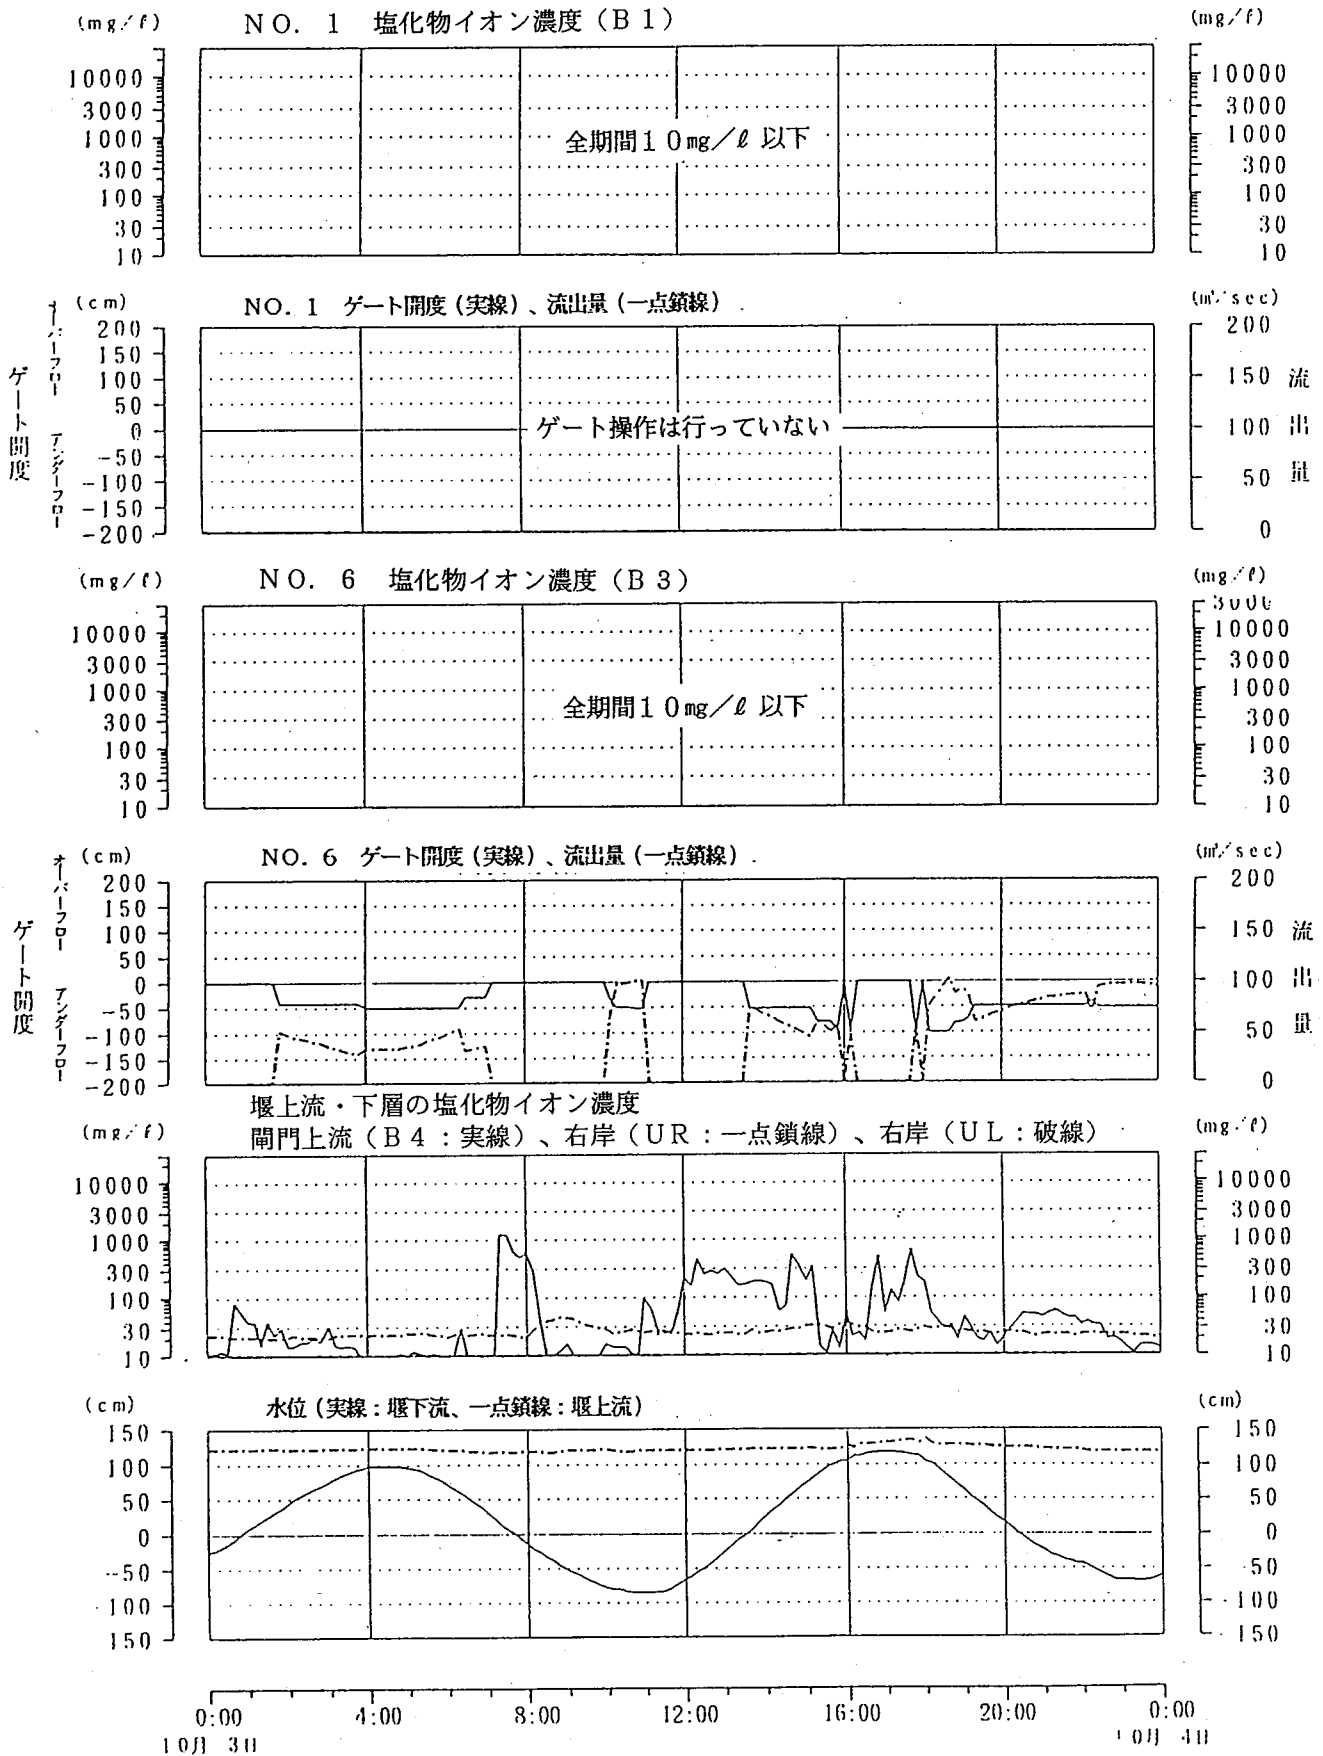 (mg/ℓ) NO. 1 塩化物イオン濃度(B1) (mg/ℓ)
10000 10000
3000 3000
1000 全期間10mg/ℓ 以下 1000
300 300
100 100
30 30
10 10
(cm) NO. 1 ゲート開度(実線)、流出量(一点鎖線) (㎥/sec)
オーバーフロー
アンダーフロー
ゲート開度
流出量
200 200
150
100 150
50
0 ゲート操作は行っていない 100
-50
-100 50
-150
-200 0
(mg/ℓ) NO. 6 塩化物イオン濃度(B3) (mg/ℓ)
10000 10000
3000 3000
1000 全期間10mg/ℓ 以下 1000
300 300
100 100
30 30
10 10
(cm) NO. 6 ゲート開度(実線)、流出量(一点鎖線) (㎥/sec)
オーバーフロー
アンダーフロー
ゲート開度
流出量
200 200
150
100 150
50
0 100
-50
-100 50
-150
-200 0
堰上流・下層の塩化物イオン濃度
(mg/ℓ) 閘門上流(B4:実線)、右岸(UR:一点鎖線)、右岸(UL:破線) (mg/ℓ)
10000 10000
3000 3000
1000 1000
300 300
100 100
30 30
10 10
(cm) 水位(実線:堰下流、一点鎖線:堰上流) (cm)
150 150
100 100
50 50
0 0
-50 -50
-100 -100
150 -150
0:00 4:00 8:00 12:00 16:00 20:00 0:00
10月 3日 10月 4日